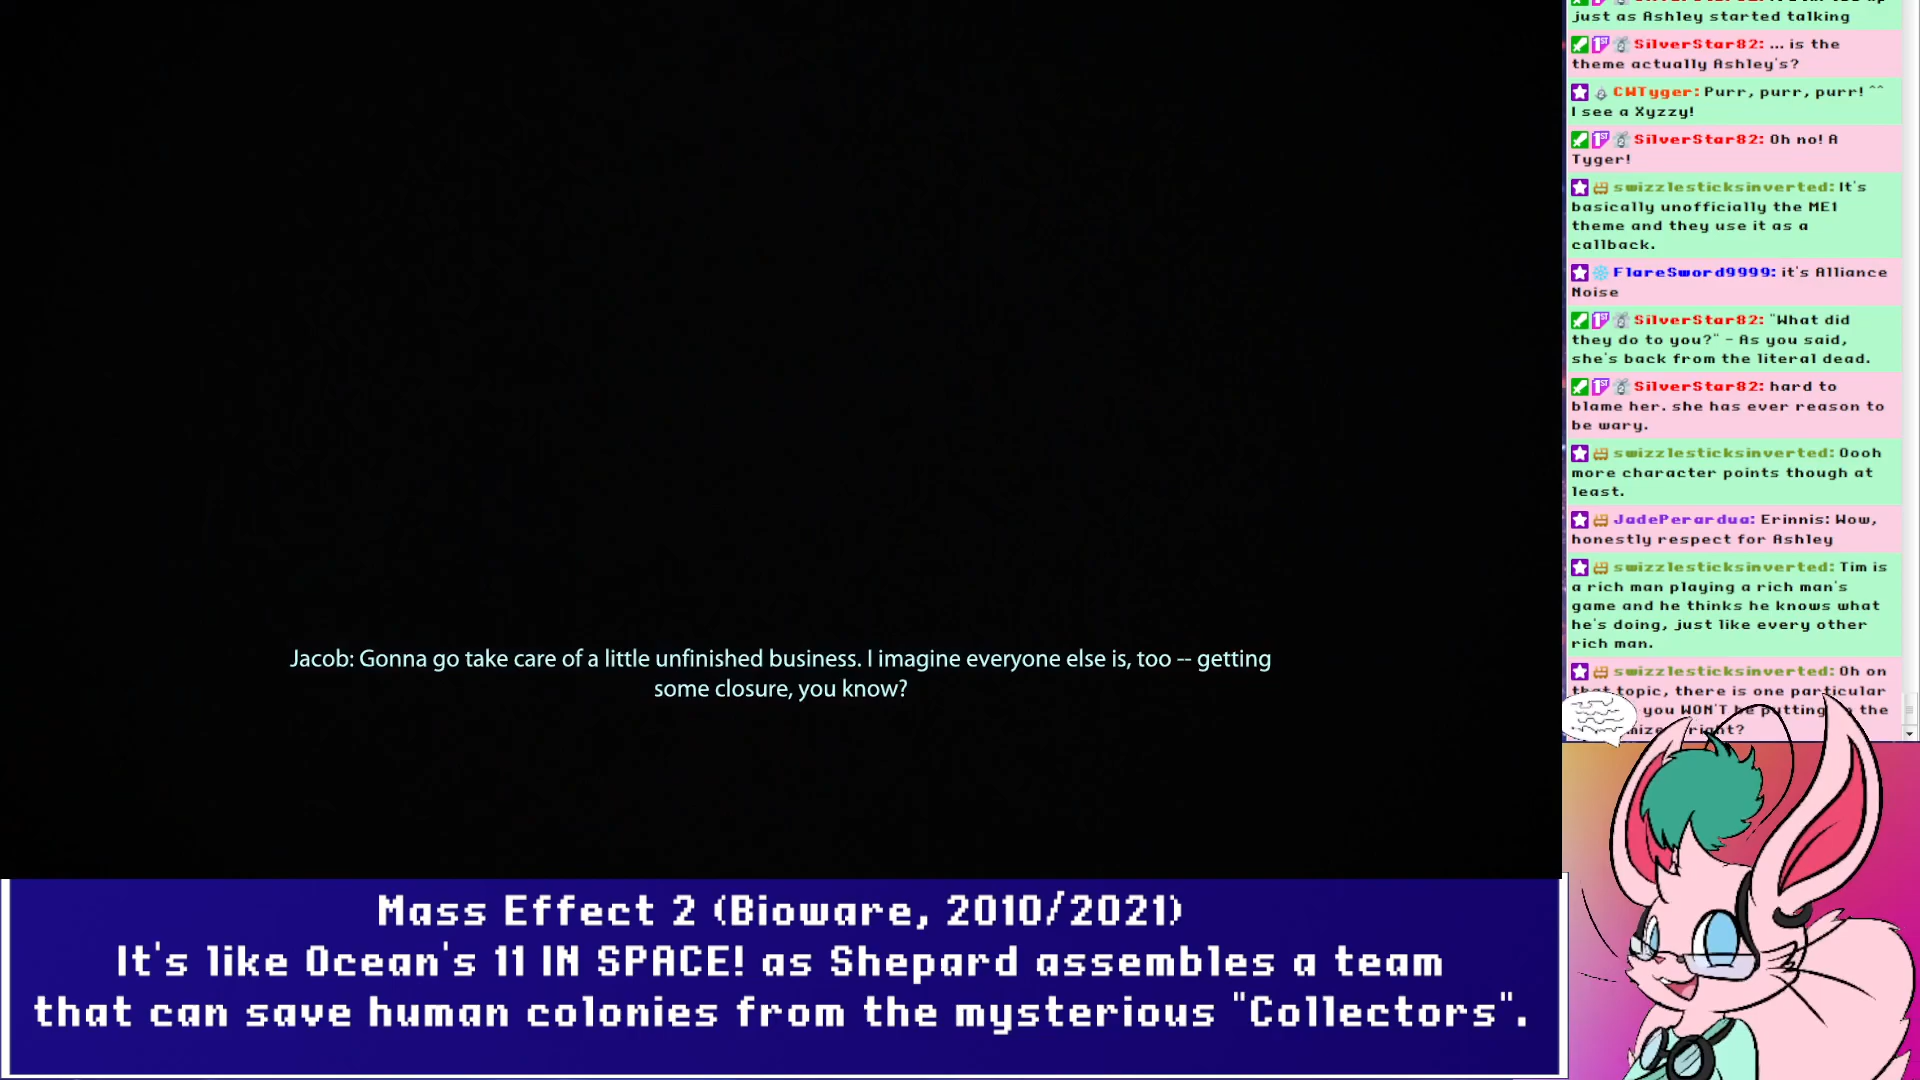 Jacob: Gonna go take care of a little unfinished business. I imagine everyone else is, too -- getting
some closure, you know?
Mass Effect 2 (Bioware, 2010/2021)
It's like Ocean's 11 IN SPACE! as Shepard assembles a team
that can save human colonies from the mysterious "Collectors".
just as Ashley started talking
SilverStar82: ... is the
theme actually Ashley's?
CWTyger: Purr, purr, purr! ^^
I see a Xyzzy!
SilverStar82: Oh no! A
Tyger!
swizzlesticksinverted: It's
basically unofficially the ME1
theme and they use it as a
callback.
FlareSword9999: it's Alliance
Noise
SilverStar82: "What did
they do to you?" - As you said,
she's back from the literal dead.
SilverStar82: hard to
blame her. she has ever reason to
be wary.
swizzlesticksinverted: Oooh
more character points though at
least.
JadePerardua: Erinnis: Wow,
honestly respect for Ashley
swizzlesticksinverted: Tim is
a rich man playing a rich man's
game and he thinks he knows what
he's doing, just like every other
rich man.
swizzlesticksinverted: Oh on
that topic, there is one particular
you WON'T be putting the
right?